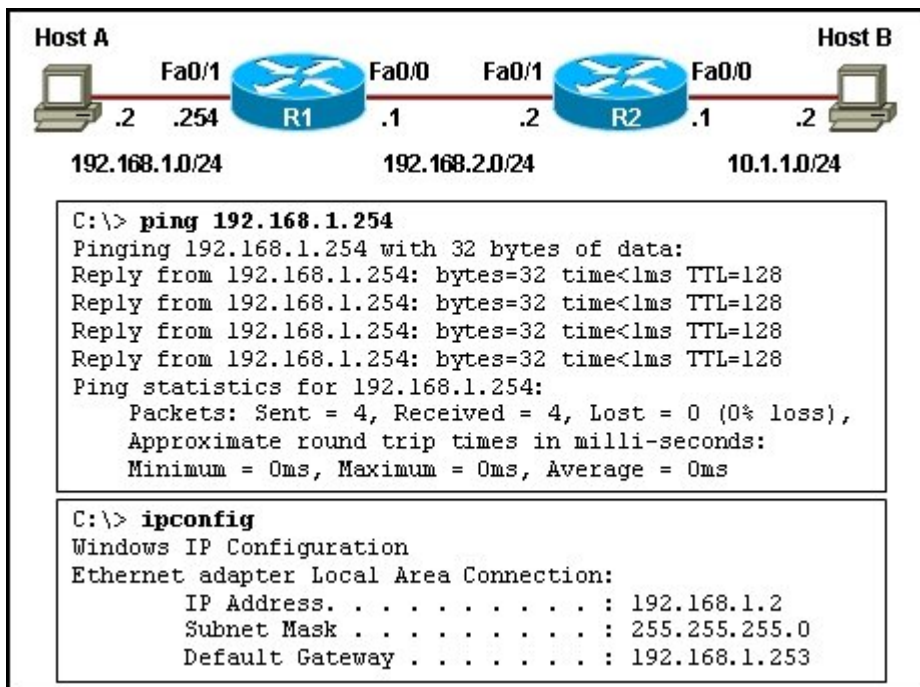 Host A Host B
Fa0/1 Fa0/0 Fa0/1 Fa0/0
.2 .254 R1 .1 .2 R2 .1 .2
192.168.1.0/24 192.168.2.0/24 10.1.1.0/24
C:\> ping 192.168.1.254
Pinging 192.168.1.254 with 32 bytes of data:
Reply from 192.168.1.254: bytes=32 time<1ms TTL=128
Reply from 192.168.1.254: bytes=32 time<1ms TTL=128
Reply from 192.168.1.254: bytes=32 time<1ms TTL=128
Reply from 192.168.1.254: bytes=32 time<1ms TTL=128
Ping statistics for 192.168.1.254:
Packets: Sent = 4, Received = 4, Lost = 0 (0% loss),
Approximate round trip times in milli-seconds:
Minimum = 0ms, Maximum = 0ms, Average = 0ms
C:\> ipconfig
Windows IP Configuration
Ethernet adapter Local Area Connection:
IP Address. . . . . . . . . . : 192.168.1.2
Subnet Mask . . . . . . . . . : 255.255.255.0
Default Gateway . . . . . . . : 192.168.1.253